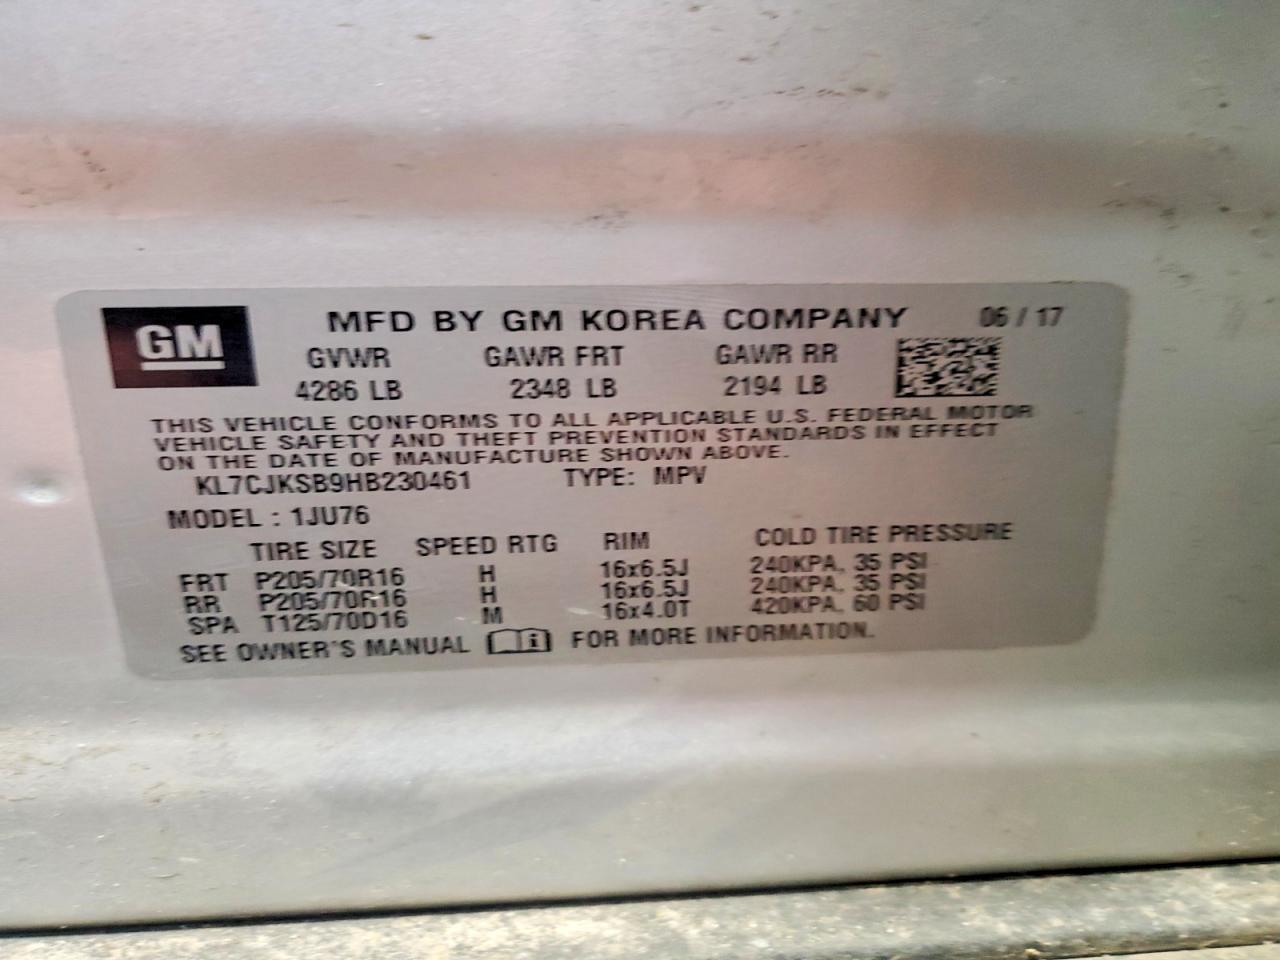 GM MFD BY GM KOREA COMPANY 06 / 17
GVWR GAWR FRT GAWR RR
4286 LB 2348 LB 2194 LB
THIS VEHICLE CONFORMS TO ALL APPLICABLE U.S. FEDERAL MOTOR
VEHICLE SAFETY AND THEFT PREVENTION STANDARDS IN EFFECT
ON THE DATE OF MANUFACTURE SHOWN ABOVE.
KL7CJKSB9HB230461 TYPE: MPV
MODEL : 1JU76
TIRE SIZE SPEED RTG RIM COLD TIRE PRESSURE
FRT P205/70R16 H 16x6.5J 240KPA, 35 PSI
RR P205/70R16 H 16x6.5J 240KPA, 35 PSI
SPA T125/70D16 M 16x4.0T 420KPA, 60 PSI
SEE OWNER'S MANUAL i FOR MORE INFORMATION.